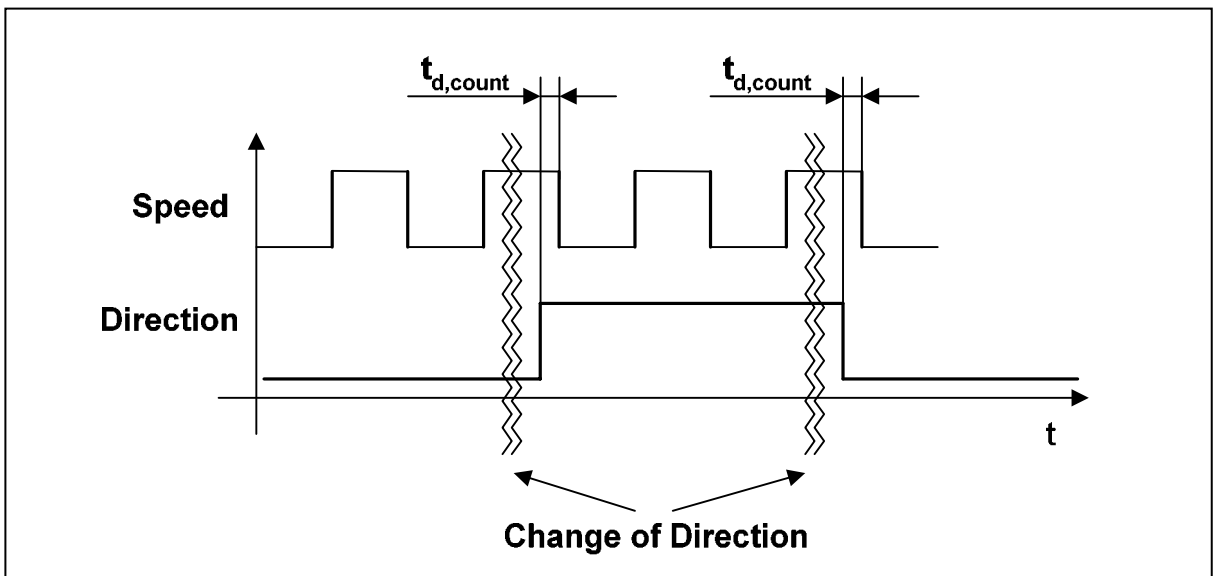 t_d,count t_d,count
Speed
Direction
t
Change of Direction